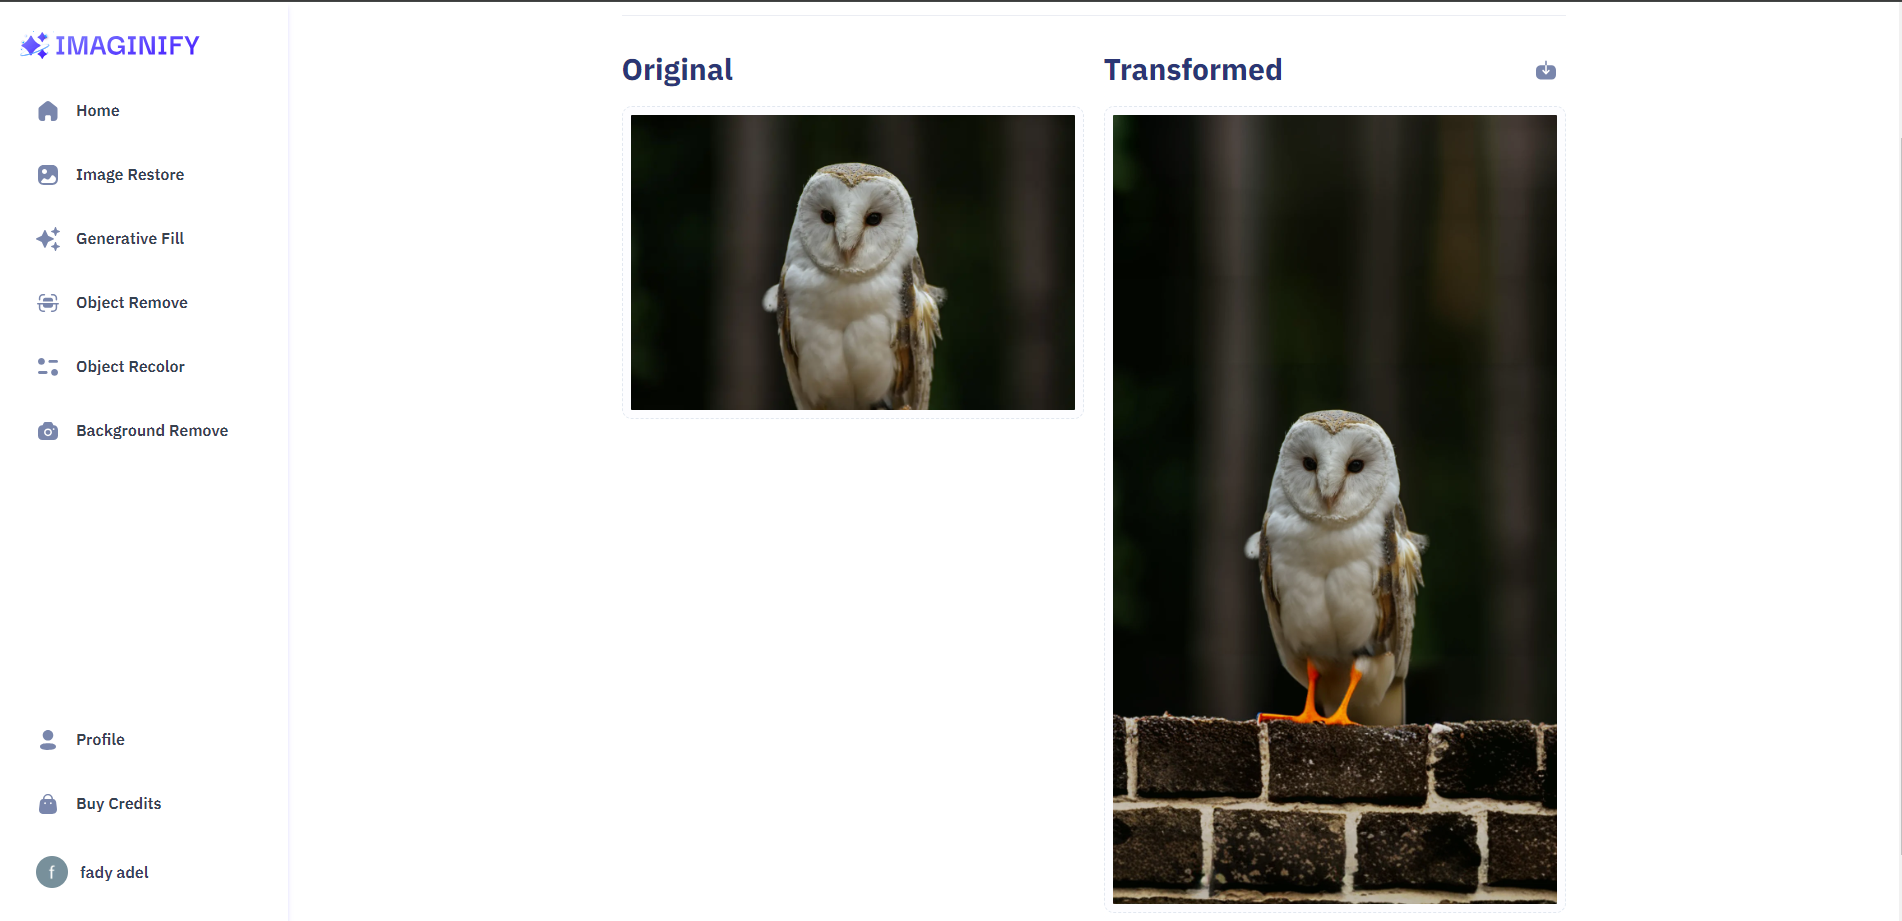 IMAGINIFY
Home
Image Restore
Generative Fill
Object Remove
Object Recolor
Background Remove
Profile
Buy Credits
f
fady adel
Original
Transformed